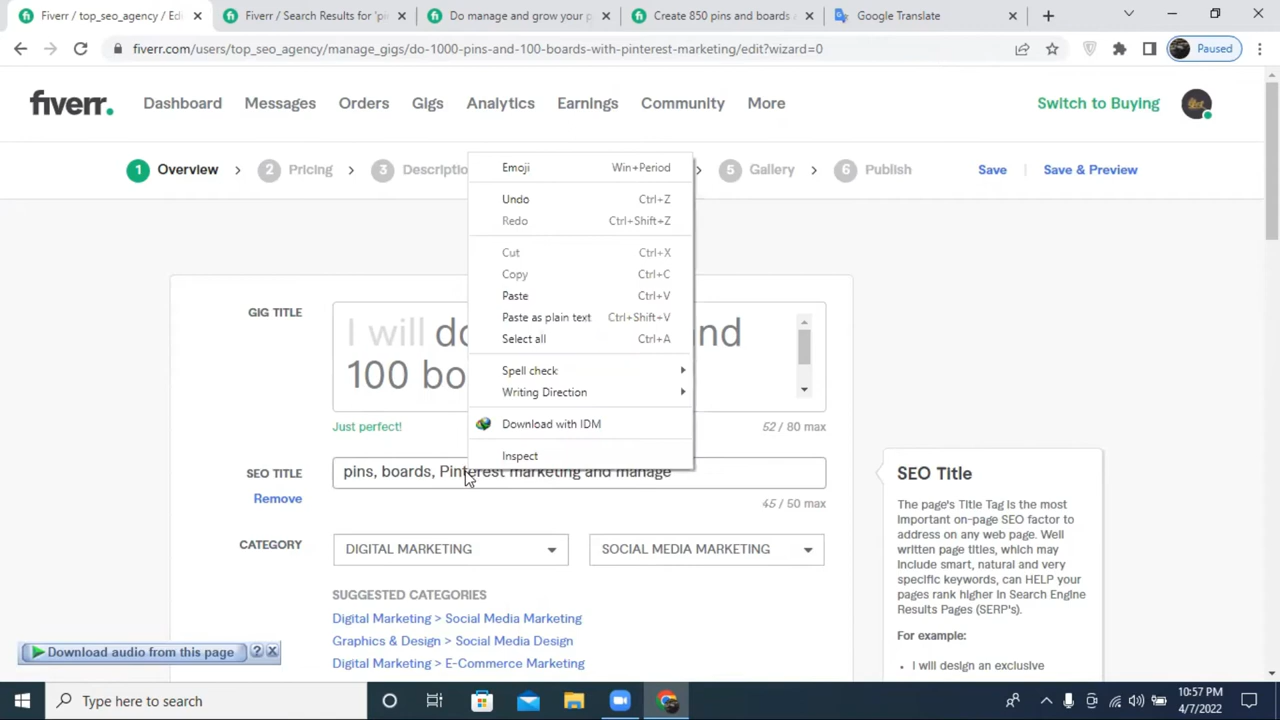 Fiverr / top_seo_agency / Edi
Fiverr / Search Results for 'p
Do manage and grow your p
Create 850 pins and boards a
Google Translate
fiverr.com/users/top_seo_agency/manage_gigs/do-1000-pins-and-100-boards-with-pinterest-marketing/edit?wizard=0
Paused
fiverr.
Dashboard
Messages
Orders
Gigs
Analytics
Earnings
Community
More
Switch to Buying
1 Overview
2 Pricing
3 Descriptio
5 Gallery
6 Publish
Save
Save & Preview
Emoji Win+Period
Undo Ctrl+Z
Redo Ctrl+Shift+Z
Cut Ctrl+X
Copy Ctrl+C
Paste Ctrl+V
Paste as plain text Ctrl+Shift+V
Select all Ctrl+A
Spell check
Writing Direction
Download with IDM
Inspect
GIG TITLE
I will do nd
100 bo
Just perfect!
52 / 80 max
SEO TITLE
pins, boards, Pinterest marketing and manage
Remove
45 / 50 max
CATEGORY
DIGITAL MARKETING
SOCIAL MEDIA MARKETING
SUGGESTED CATEGORIES
Digital Marketing > Social Media Marketing
Graphics & Design > Social Media Design
Digital Marketing > E-Commerce Marketing
SEO Title
The page's Title Tag is the most
important on-page SEO factor to
address on any web page. Well
written page titles, which may
include smart, natural and very
specific keywords, can HELP your
pages rank higher in Search Engine
Results Pages (SERP's).
For example:
• I will design an exclusive
Download audio from this page
? X
Type here to search
10:57 PM
4/7/2022